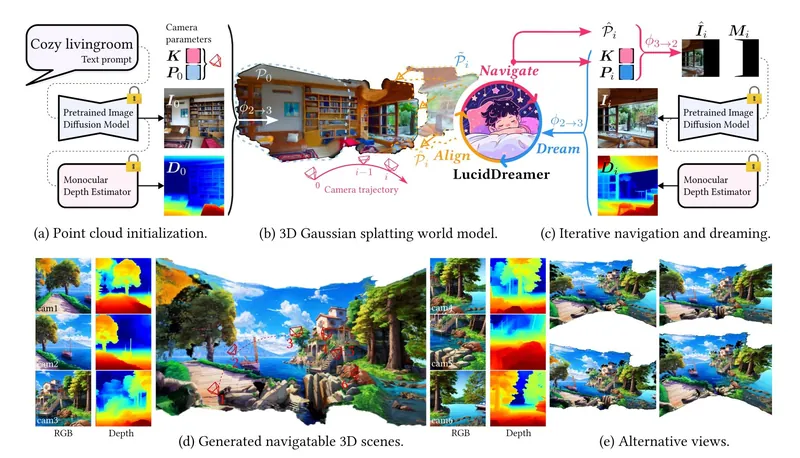 Cozy livingroom
Text prompt
Camera
parameters
K
P₀
I₀
Pretrained Image
Diffusion Model
Monocular
Depth Estimator
D₀
(a) Point cloud initialization.
𝒫₀
ϕ₂→₃
𝒫̃ᵢ
𝒫̂ᵢ
0
i−1
i
Camera trajectory
Navigate
Dream
Align
LucidDreamer
(b) 3D Gaussian splatting world model.
𝒫̂ᵢ
K
Pᵢ
ϕ₃→₂
Îᵢ
Mᵢ
ϕ₂→₃
Iᵢ
Pretrained Image
Diffusion Model
Dᵢ
Monocular
Depth Estimator
(c) Iterative navigation and dreaming.
cam1
cam2
cam3
RGB
Depth
3
(d) Generated navigatable 3D scenes.
cam4
cam5
cam6
RGB
Depth
(e) Alternative views.